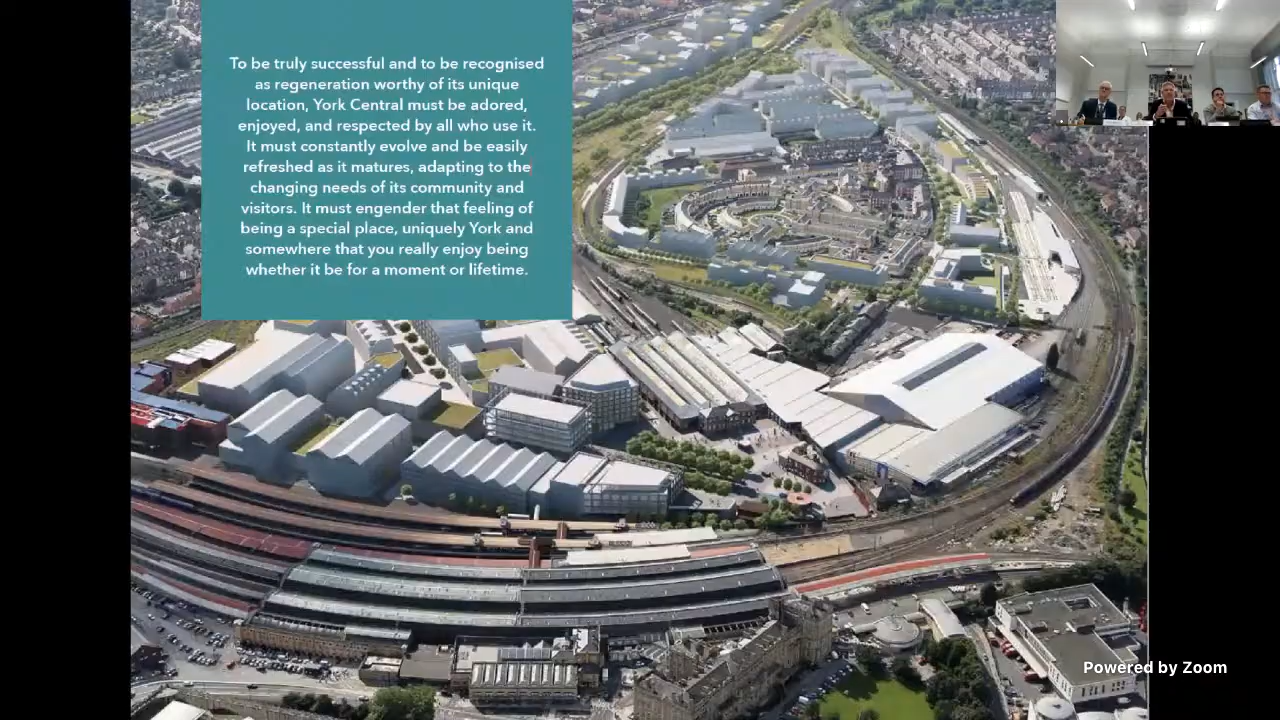 To be truly successful and to be recognised
as regeneration worthy of its unique
location, York Central must be adored,
enjoyed, and respected by all who use it.
It must constantly evolve and be easily
refreshed as it matures, adapting to the
changing needs of its community and
visitors. It must engender that feeling of
being a special place, uniquely York and
somewhere that you really enjoy being
whether it be for a moment or lifetime.
Powered by Zoom